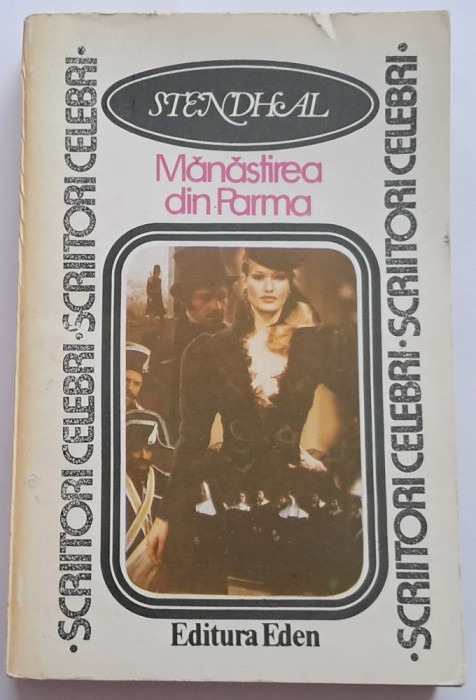 STENDHAL
Mănăstirea
din Parma
·SCRIITORI CELEBRI·SCRIITORI CELEBRI·
·SCRIITORI CELEBRI·SCRIITORI CELEBRI·
Editura Eden